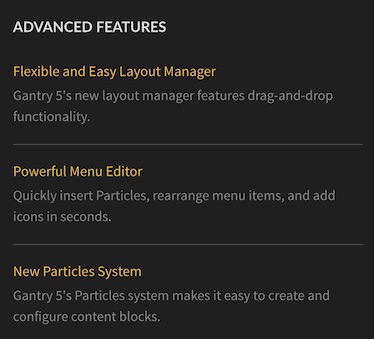 ADVANCED FEATURES
Flexible and Easy Layout Manager
Gantry 5's new layout manager features drag-and-drop
functionality.
Powerful Menu Editor
Quickly insert Particles, rearrange menu items, and add
icons in seconds.
New Particles System
Gantry 5's Particles system makes it easy to create and
configure content blocks.